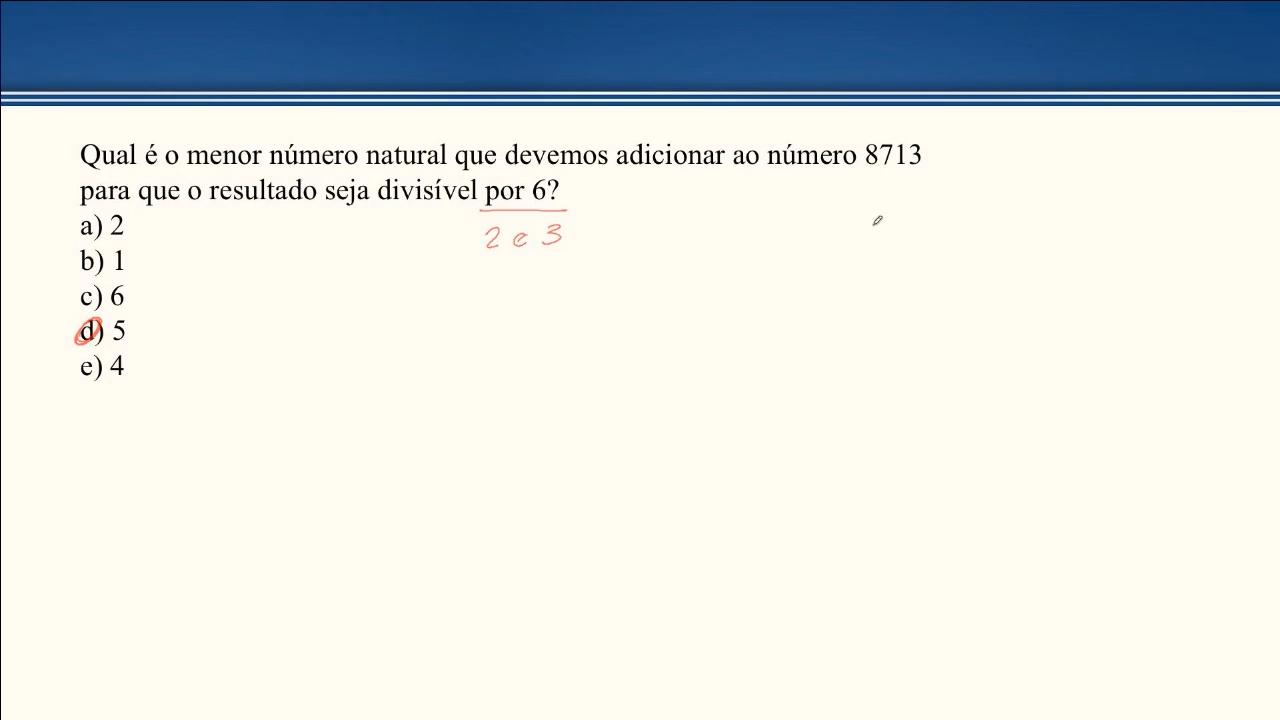 Qual é o menor número natural que devemos adicionar ao número 8713
para que o resultado seja divisível por 6?
2 e 3
a) 2
b) 1
c) 6
d) 5
e) 4